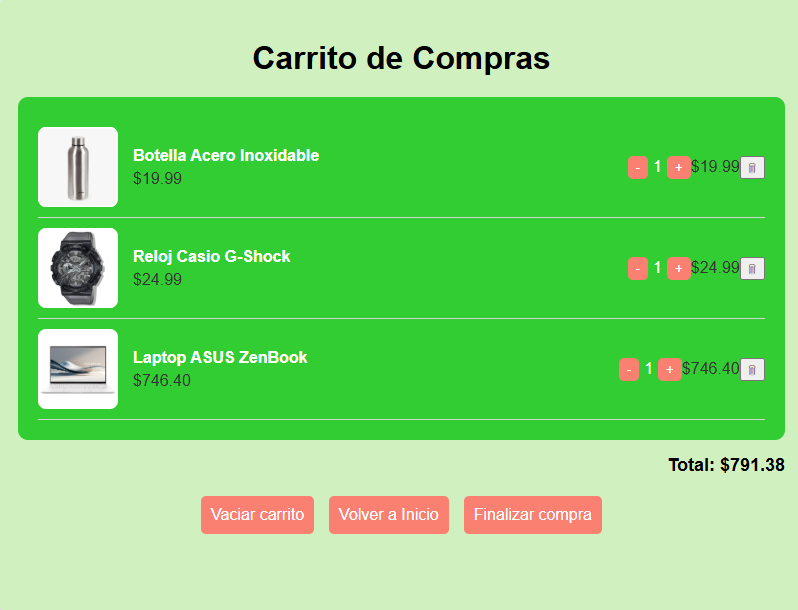 Carrito de Compras
Botella Acero Inoxidable
$19.99
- 1 + $19.99
Reloj Casio G-Shock
$24.99
- 1 + $24.99
Laptop ASUS ZenBook
$746.40
- 1 + $746.40
Total: $791.38
Vaciar carrito
Volver a Inicio
Finalizar compra